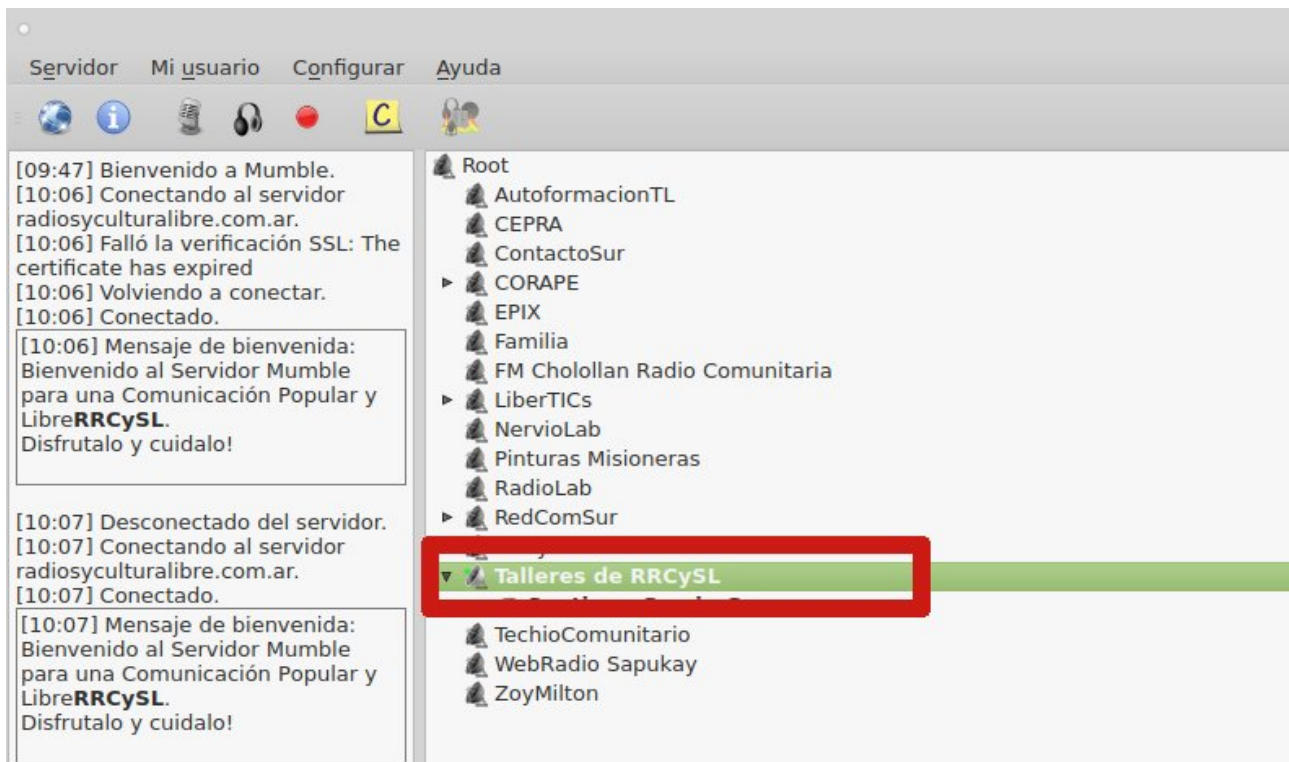 Servidor Mi usuario Configurar Ayuda
C
[09:47] Bienvenido a Mumble.
[10:06] Conectando al servidor
radiosyculturalibre.com.ar.
[10:06] Falló la verificación SSL: The
certificate has expired
[10:06] Volviendo a conectar.
[10:06] Conectado.
[10:06] Mensaje de bienvenida:
Bienvenido al Servidor Mumble
para una Comunicación Popular y
LibreRRCySL.
Disfrutalo y cuidalo!
[10:07] Desconectado del servidor.
[10:07] Conectando al servidor
radiosyculturalibre.com.ar.
[10:07] Conectado.
[10:07] Mensaje de bienvenida:
Bienvenido al Servidor Mumble
para una Comunicación Popular y
LibreRRCySL.
Disfrutalo y cuidalo!
Root
AutoformacionTL
CEPRA
ContactoSur
CORAPE
EPIX
Familia
FM Cholollan Radio Comunitaria
LiberTICs
NervioLab
Pinturas Misioneras
RadioLab
RedComSur
Talleres de RRCySL
TechioComunitario
WebRadio Sapukay
ZoyMilton